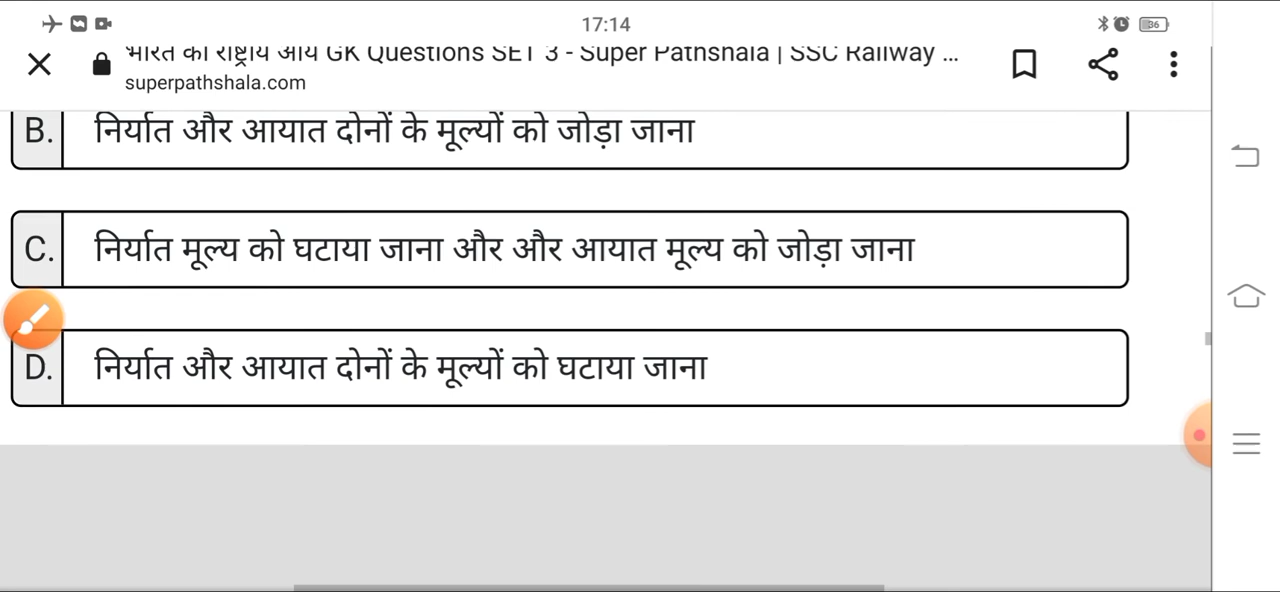 17:14
36
भारत की राष्ट्रीय आय GK Questions SET 3 - Super Pathshala | SSC Railway ...
superpathshala.com
B. निर्यात और आयात दोनों के मूल्यों को जोड़ा जाना
C. निर्यात मूल्य को घटाया जाना और और आयात मूल्य को जोड़ा जाना
D. निर्यात और आयात दोनों के मूल्यों को घटाया जाना